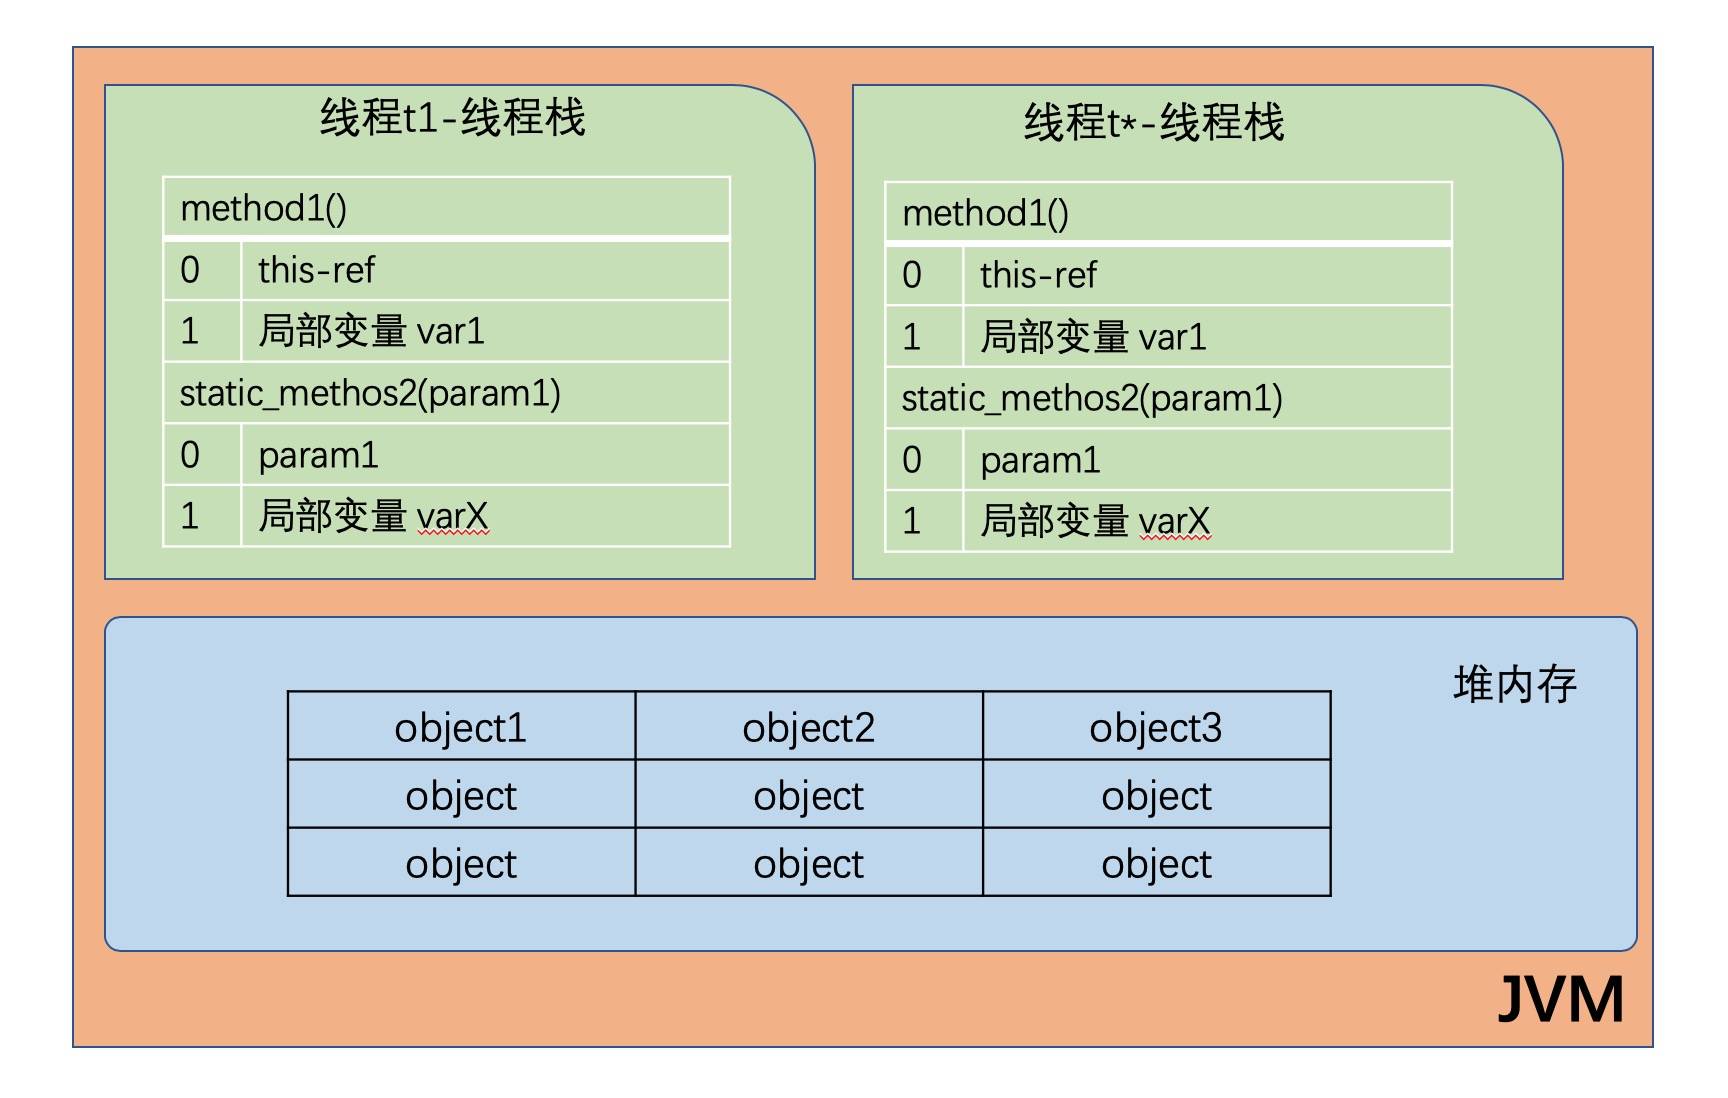 线程t1-线程栈
method1()
0 this-ref
1 局部变量 var1
static_methos2(param1)
0 param1
1 局部变量 varX
线程t*-线程栈
method1()
0 this-ref
1 局部变量 var1
static_methos2(param1)
0 param1
1 局部变量 varX
堆内存
object1 object2 object3
object object object
object object object
JVM